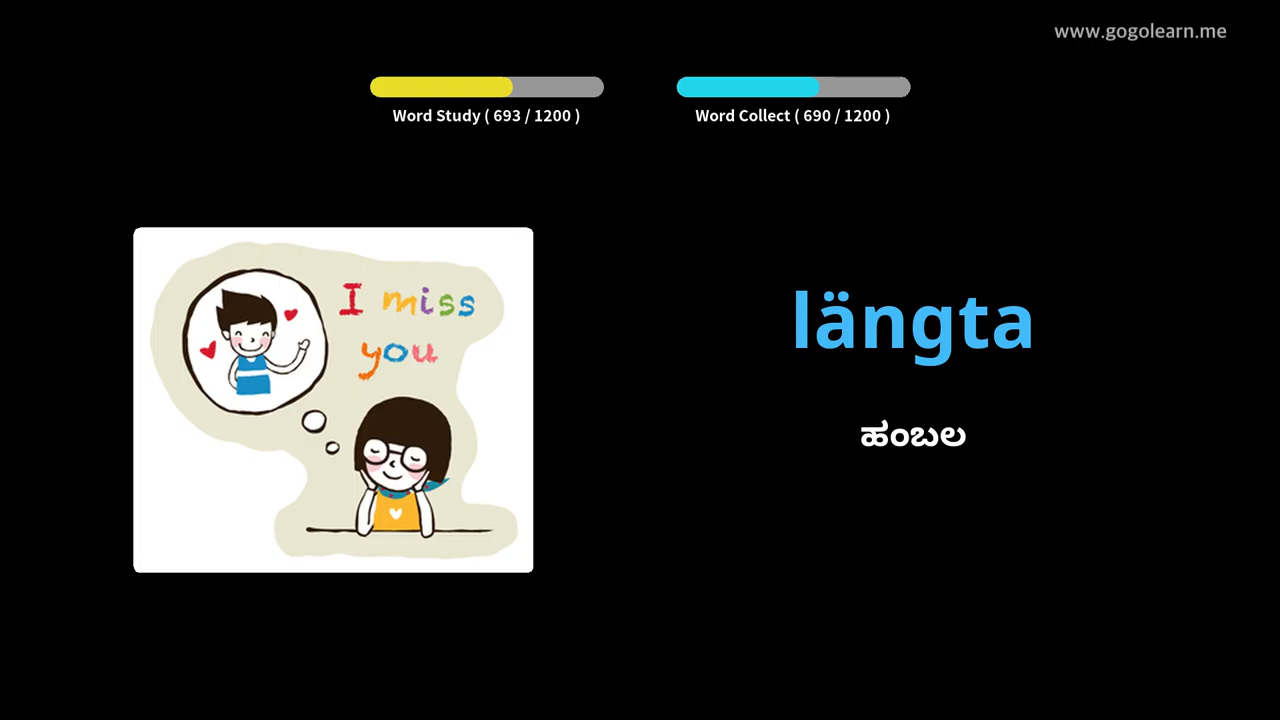 www.gogolearn.me
Word Study ( 693 / 1200 )
Word Collect ( 690 / 1200 )
I miss
you
längta
ಹಂಬಲ